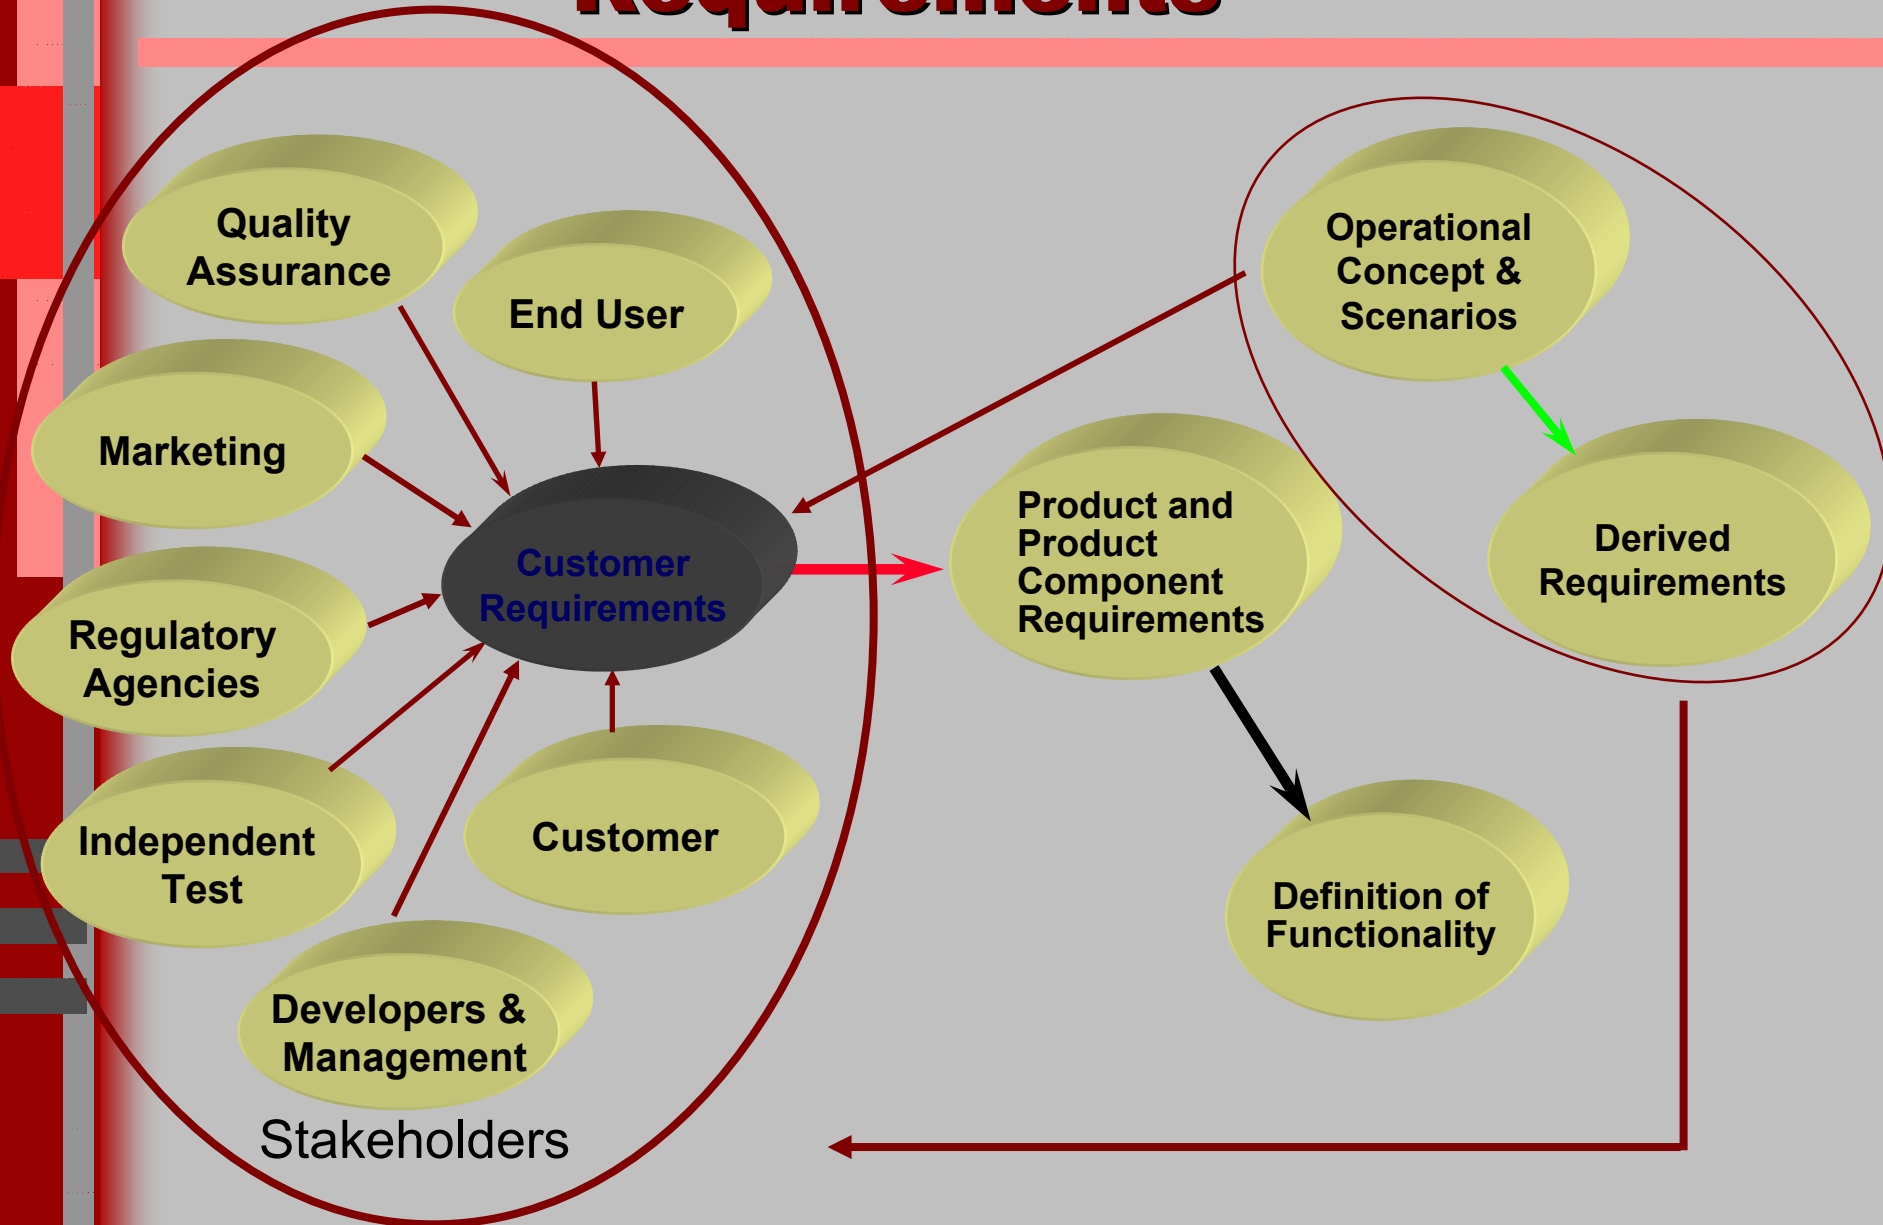 Requirements
Quality
Assurance
End User
Marketing
Customer
Requirements
Regulatory
Agencies
Independent
Test
Customer
Developers &
Management
Stakeholders
Operational
Concept &
Scenarios
Product and
Product
Component
Requirements
Derived
Requirements
Definition of
Functionality